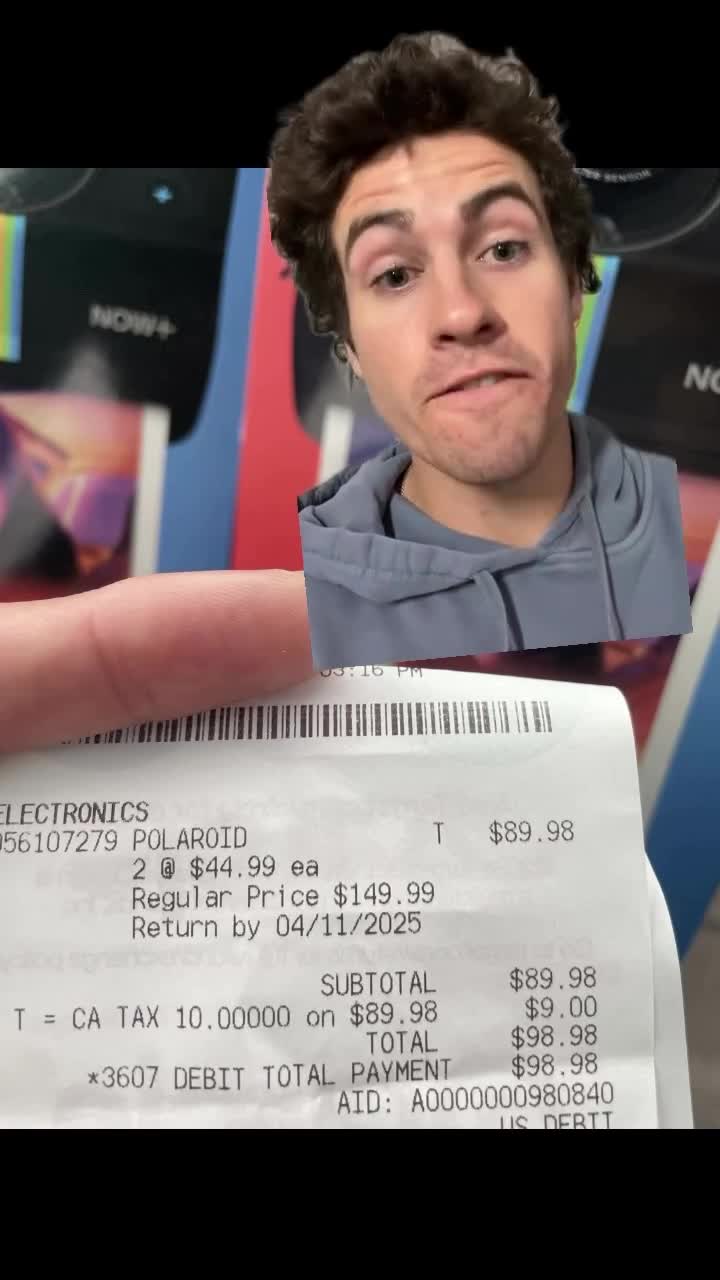 SENSOR
NOW+
NO
03:16 PM
ELECTRONICS
056107279 POLAROID T $89.98
2 @ $44.99 ea
Regular Price $149.99
Return by 04/11/2025
SUBTOTAL $89.98
T = CA TAX 10.00000 on $89.98 $9.00
TOTAL $98.98
*3607 DEBIT TOTAL PAYMENT $98.98
AID: A0000000980840
US DEBIT